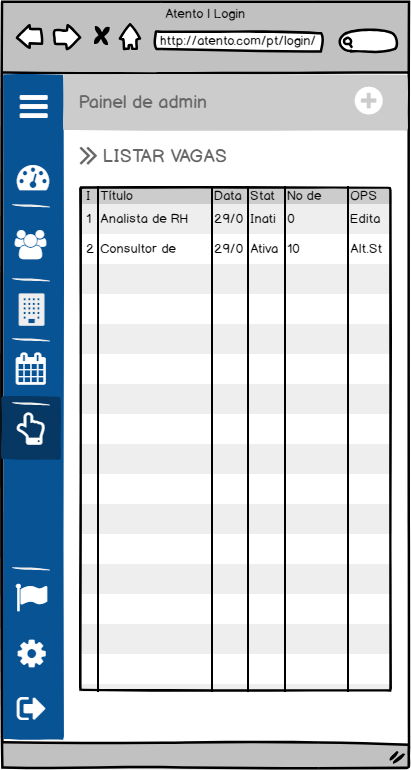 Atento | Login
http://atento.com/pt/login/
Painel de admin
LISTAR VAGAS
I Título Data Stat No de OPS
1 Analista de RH 29/0 Inati 0 Edita
2 Consultor de 29/0 Ativa 10 Alt.St